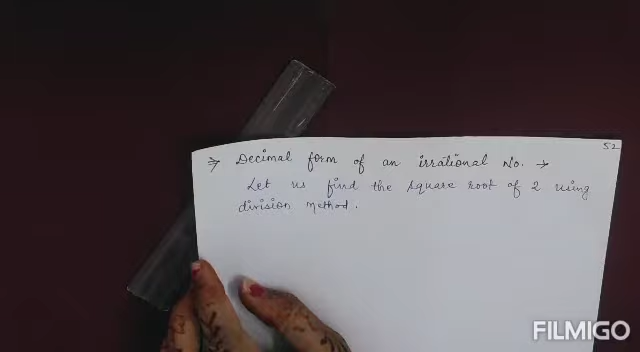 52
⇒ Decimal form of an irrational No. →
Let us find the square root of 2 using
division method.
FILMIGO